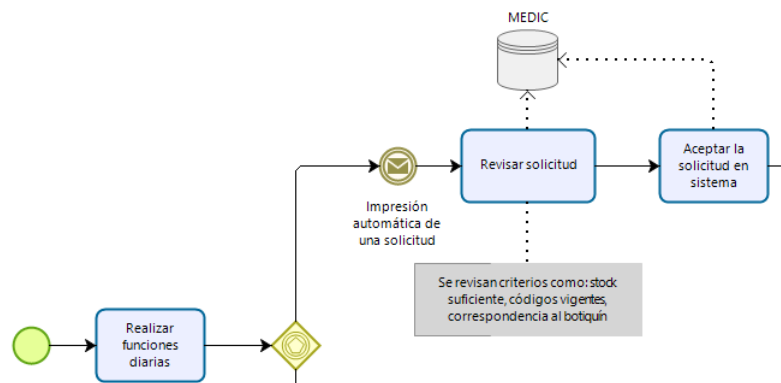 MEDIC
Revisar solicitud
Aceptar la
solicitud en
sistema
Impresión
automática de
una solicitud
Se revisan criterios como: stock
suficiente, códigos vigentes,
correspondencia al botiquín
Realizar
funciones
diarias